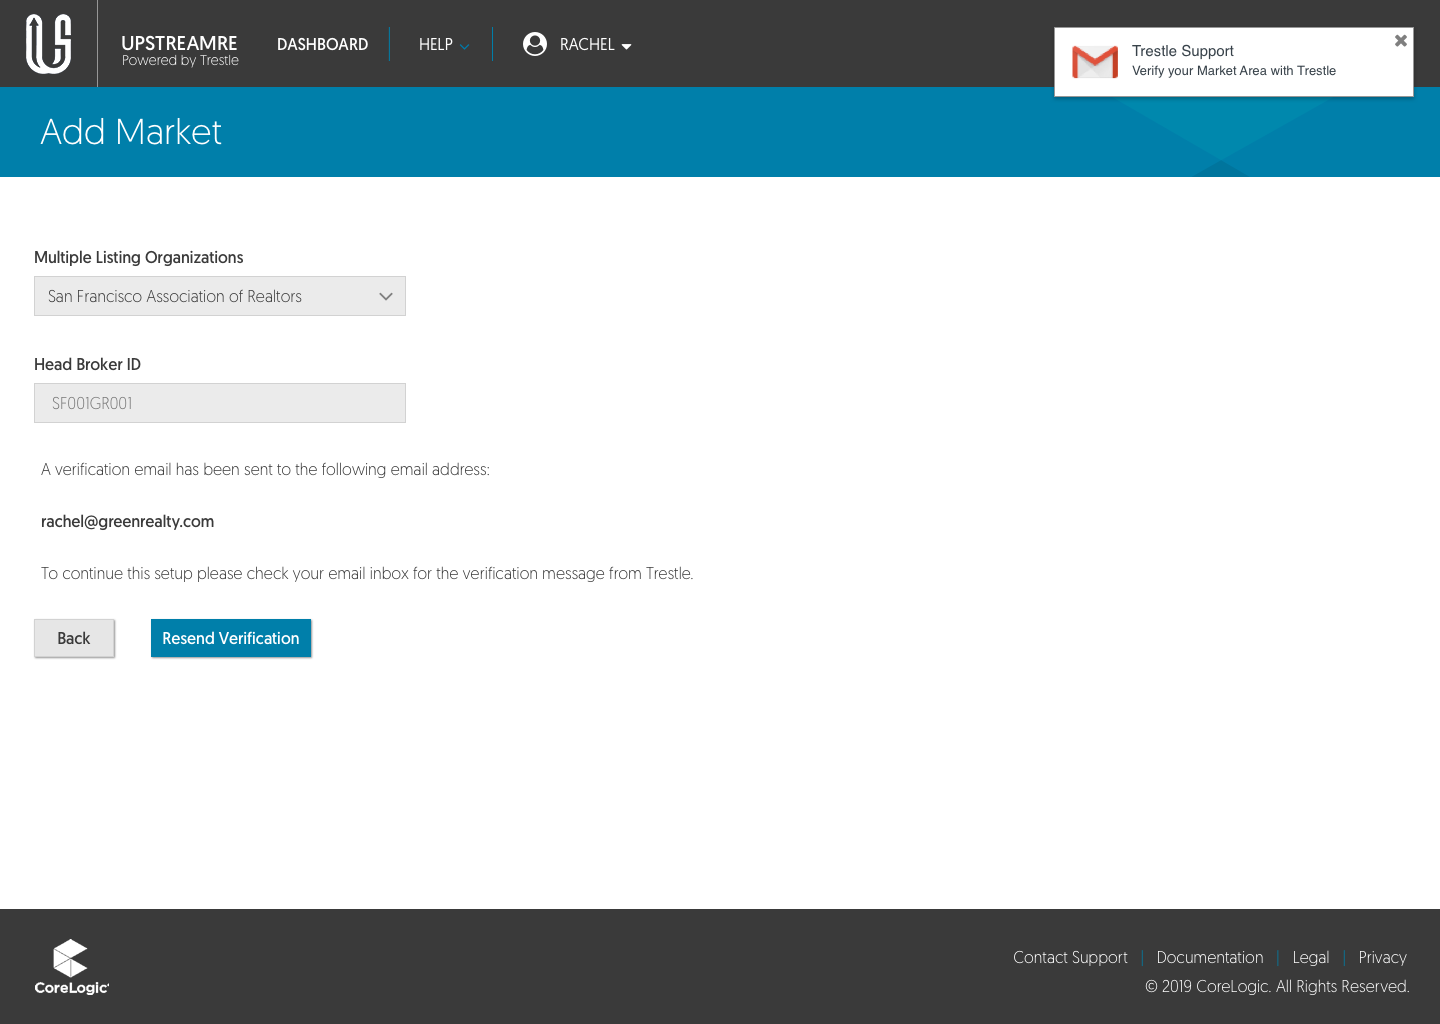 UPSTREAMRE
Powered by Trestle
DASHBOARD
HELP
RACHEL
Trestle Support
Verify your Market Area with Trestle
Add Market
Multiple Listing Organizations
San Francisco Association of Realtors
Head Broker ID
SF001GR001
A verification email has been sent to the following email address:
rachel@greenrealty.com
To continue this setup please check your email inbox for the verification message from Trestle.
Back
Resend Verification
CoreLogic
Contact Support | Documentation | Legal | Privacy
© 2019 CoreLogic. All Rights Reserved.